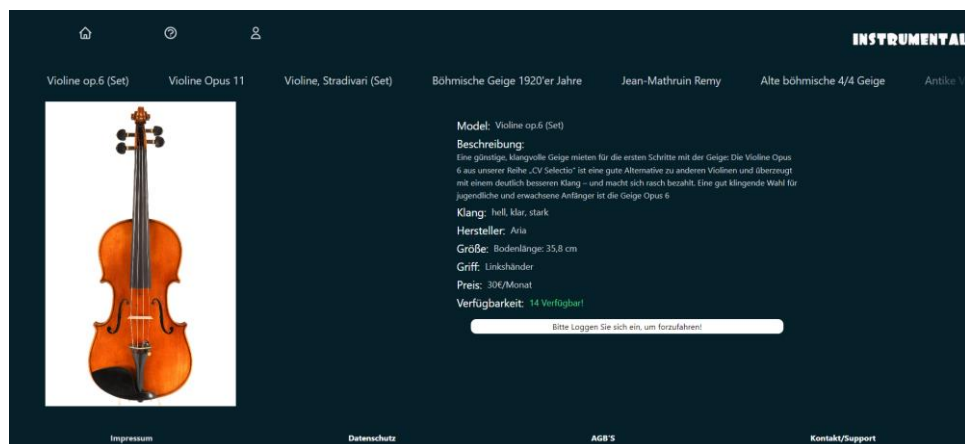 INSTRUMENTAL
Violine op.6 (Set) Violine Opus 11 Violine, Stradivari (Set) Böhmische Geige 1920'er Jahre Jean-Mathruin Remy Alte böhmische 4/4 Geige Antike V
Model: Violine op.6 (Set)
Beschreibung:
Eine günstige, klangvolle Geige mieten für die ersten Schritte mit der Geige: Die Violine Opus
6 aus unserer Reihe „CV Selectio“ ist eine gute Alternative zu anderen Violinen und überzeugt
mit einem deutlich besseren Klang – und macht sich rasch bezahlt. Eine gut klingende Wahl für
jugendliche und erwachsene Anfänger ist die Geige Opus 6
Klang: hell, klar, stark
Hersteller: Aria
Größe: Bodenlänge: 35,8 cm
Griff: Linkshänder
Preis: 30€/Monat
Verfügbarkeit: 14 Verfügbar!
Bitte Loggen Sie sich ein, um forzufahren!
Impressum Datenschutz AGB'S Kontakt/Support